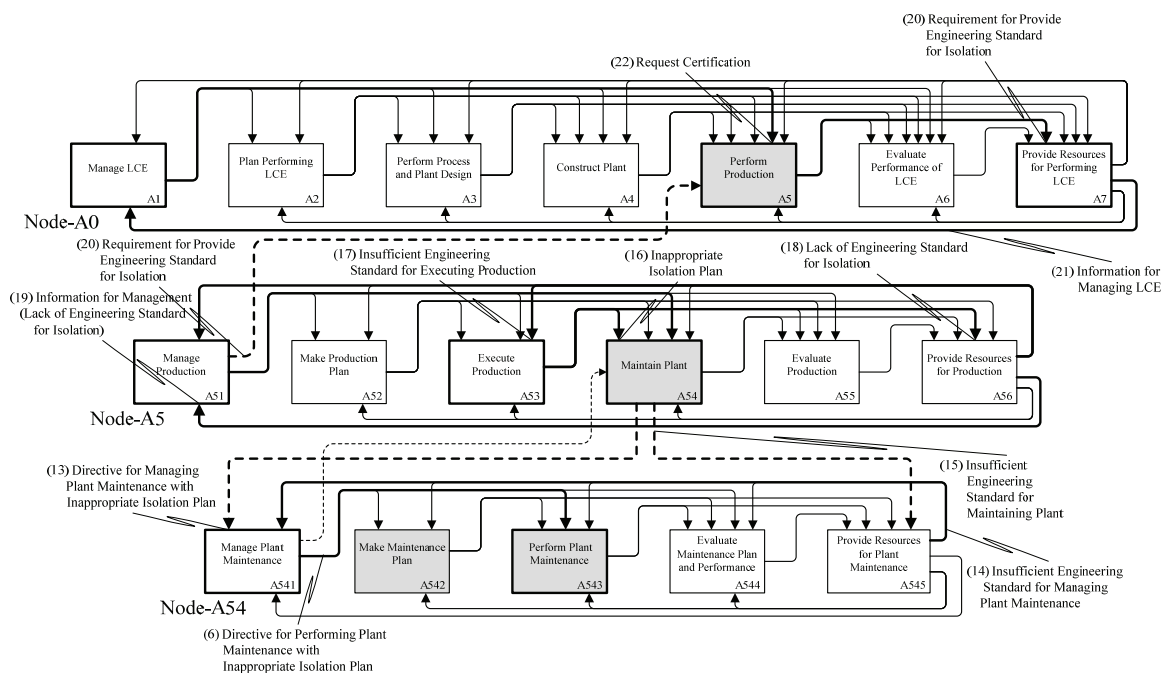 (20) Requirement for Provide
Engineering Standard
for Isolation
(22) Request Certification
Manage LCE
A1
Plan Performing
LCE
A2
Perform Process
and Plant Design
A3
Construct Plant
A4
Perform
Production
A5
Evaluate
Performance of
LCE
A6
Provide Resources
for Performing
LCE
A7
Node-A0
(20) Requirement for Provide
Engineering Standard
for Isolation
(17) Insufficient Engineering
Standard for Executing Production
(16) Inappropriate
Isolation Plan
(18) Lack of Engineering Standard
for Isolation
(21) Information for
Managing LCE
(19) Information for Management
(Lack of Engineering Standard
for Isolation)
Manage
Production
A51
Make Production
Plan
A52
Execute
Production
A53
Maintain Plant
A54
Evaluate
Production
A55
Provide Resources
for Production
A56
Node-A5
(13) Directive for Managing
Plant Maintenance with
Inappropriate Isolation Plan
(15) Insufficient
Engineering
Standard for
Maintaining Plant
Manage Plant
Maintenance
A541
Make Maintenance
Plan
A542
Perform Plant
Maintenance
A543
Evaluate
Maintenance Plan
and Performance
A544
Provide Resources
for Plant
Maintenance
A545
(14) Insufficient Engineering
Standard for Managing
Plant Maintenance
Node-A54
(6) Directive for Performing Plant
Maintenance with
Inappropriate Isolation Plan